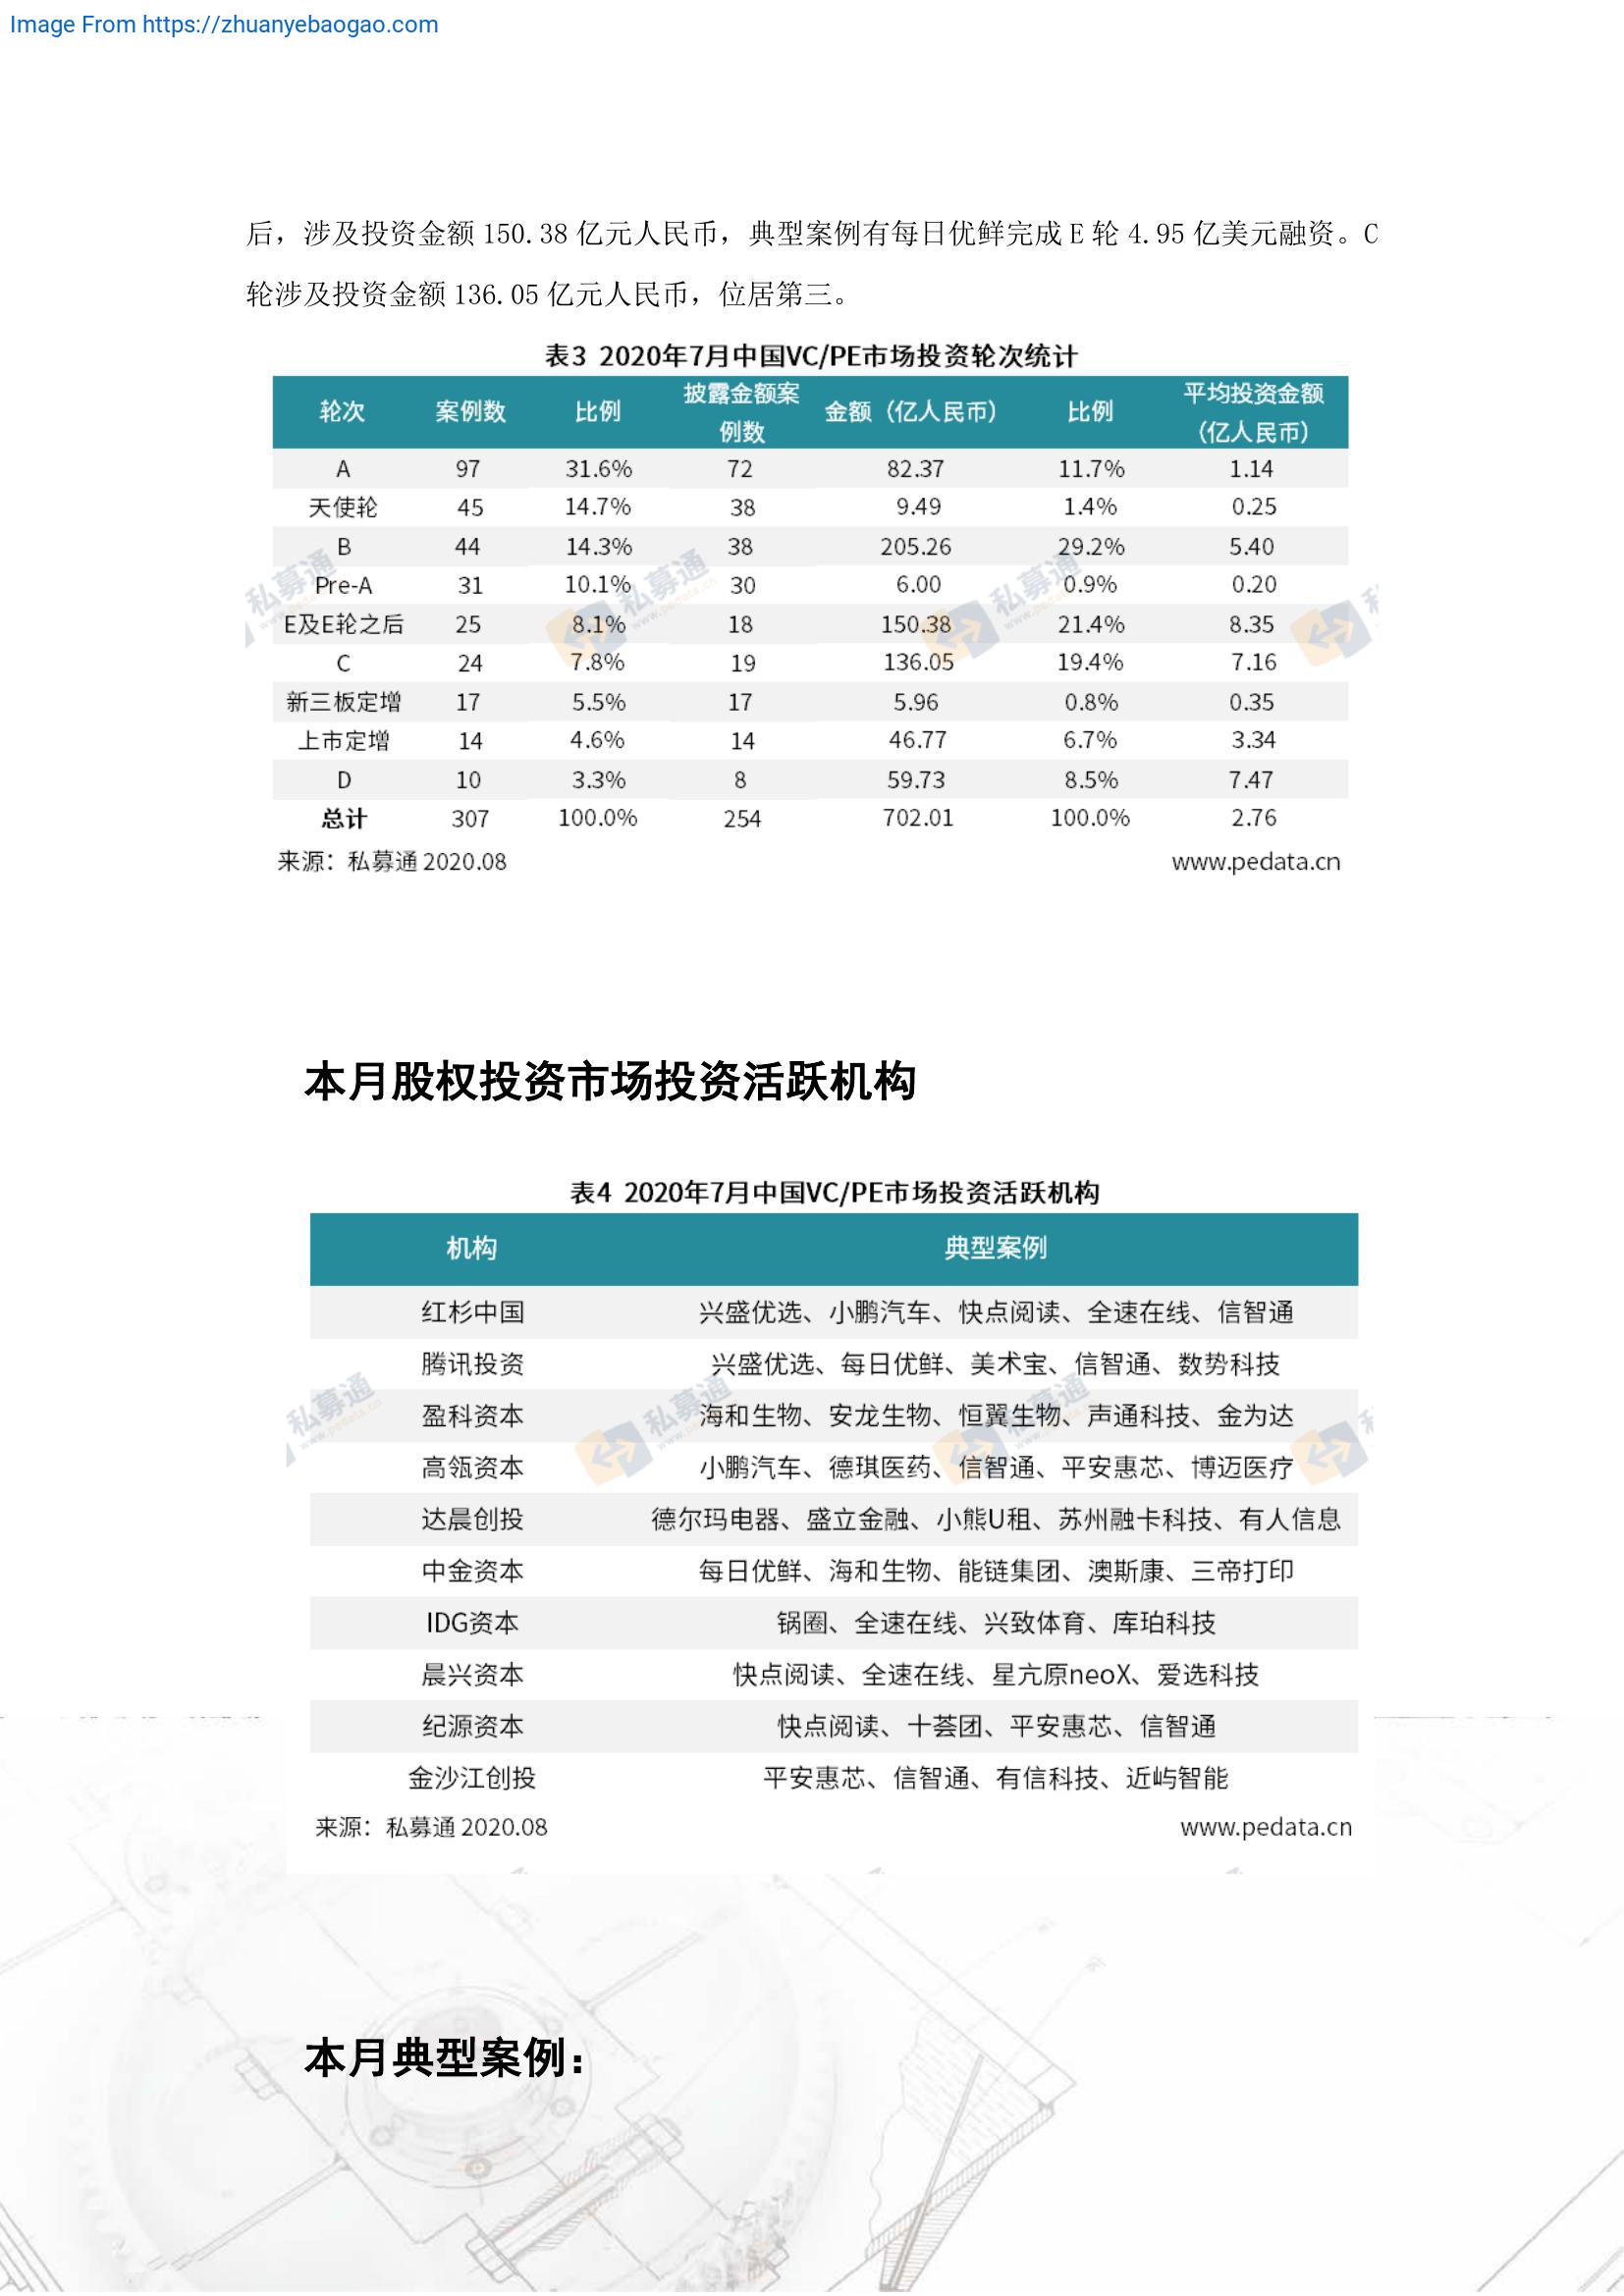 Image From https://zhuanyebaogao.com
后，涉及投资金额 150.38 亿元人民币，典型案例有每日优鲜完成 E 轮 4.95 亿美元融资。C
轮涉及投资金额 136.05 亿元人民币，位居第三。
表3 2020年7月中国VC/PE市场投资轮次统计
轮次 案例数 比例 披露金额案例数 金额（亿人民币） 比例 平均投资金额（亿人民币）
A 97 31.6% 72 82.37 11.7% 1.14
天使轮 45 14.7% 38 9.49 1.4% 0.25
B 44 14.3% 38 205.26 29.2% 5.40
Pre-A 31 10.1% 30 6.00 0.9% 0.20
E及E轮之后 25 8.1% 18 150.38 21.4% 8.35
C 24 7.8% 19 136.05 19.4% 7.16
新三板定增 17 5.5% 17 5.96 0.8% 0.35
上市定增 14 4.6% 14 46.77 6.7% 3.34
D 10 3.3% 8 59.73 8.5% 7.47
总计 307 100.0% 254 702.01 100.0% 2.76
来源：私募通 2020.08 www.pedata.cn
本月股权投资市场投资活跃机构
表4 2020年7月中国VC/PE市场投资活跃机构
机构 典型案例
红杉中国 兴盛优选、小鹏汽车、快点阅读、全速在线、信智通
腾讯投资 兴盛优选、每日优鲜、美术宝、信智通、数势科技
盈科资本 海和生物、安龙生物、恒翼生物、声通科技、金为达
高瓴资本 小鹏汽车、德琪医药、信智通、平安惠芯、博迈医疗
达晨创投 德尔玛电器、盛立金融、小熊U租、苏州融卡科技、有人信息
中金资本 每日优鲜、海和生物、能链集团、澳斯康、三帝打印
IDG资本 锅圈、全速在线、兴致体育、库珀科技
晨兴资本 快点阅读、全速在线、星亢原neoX、爱选科技
纪源资本 快点阅读、十荟团、平安惠芯、信智通
金沙江创投 平安惠芯、信智通、有信科技、近屿智能
来源：私募通 2020.08 www.pedata.cn
本月典型案例：